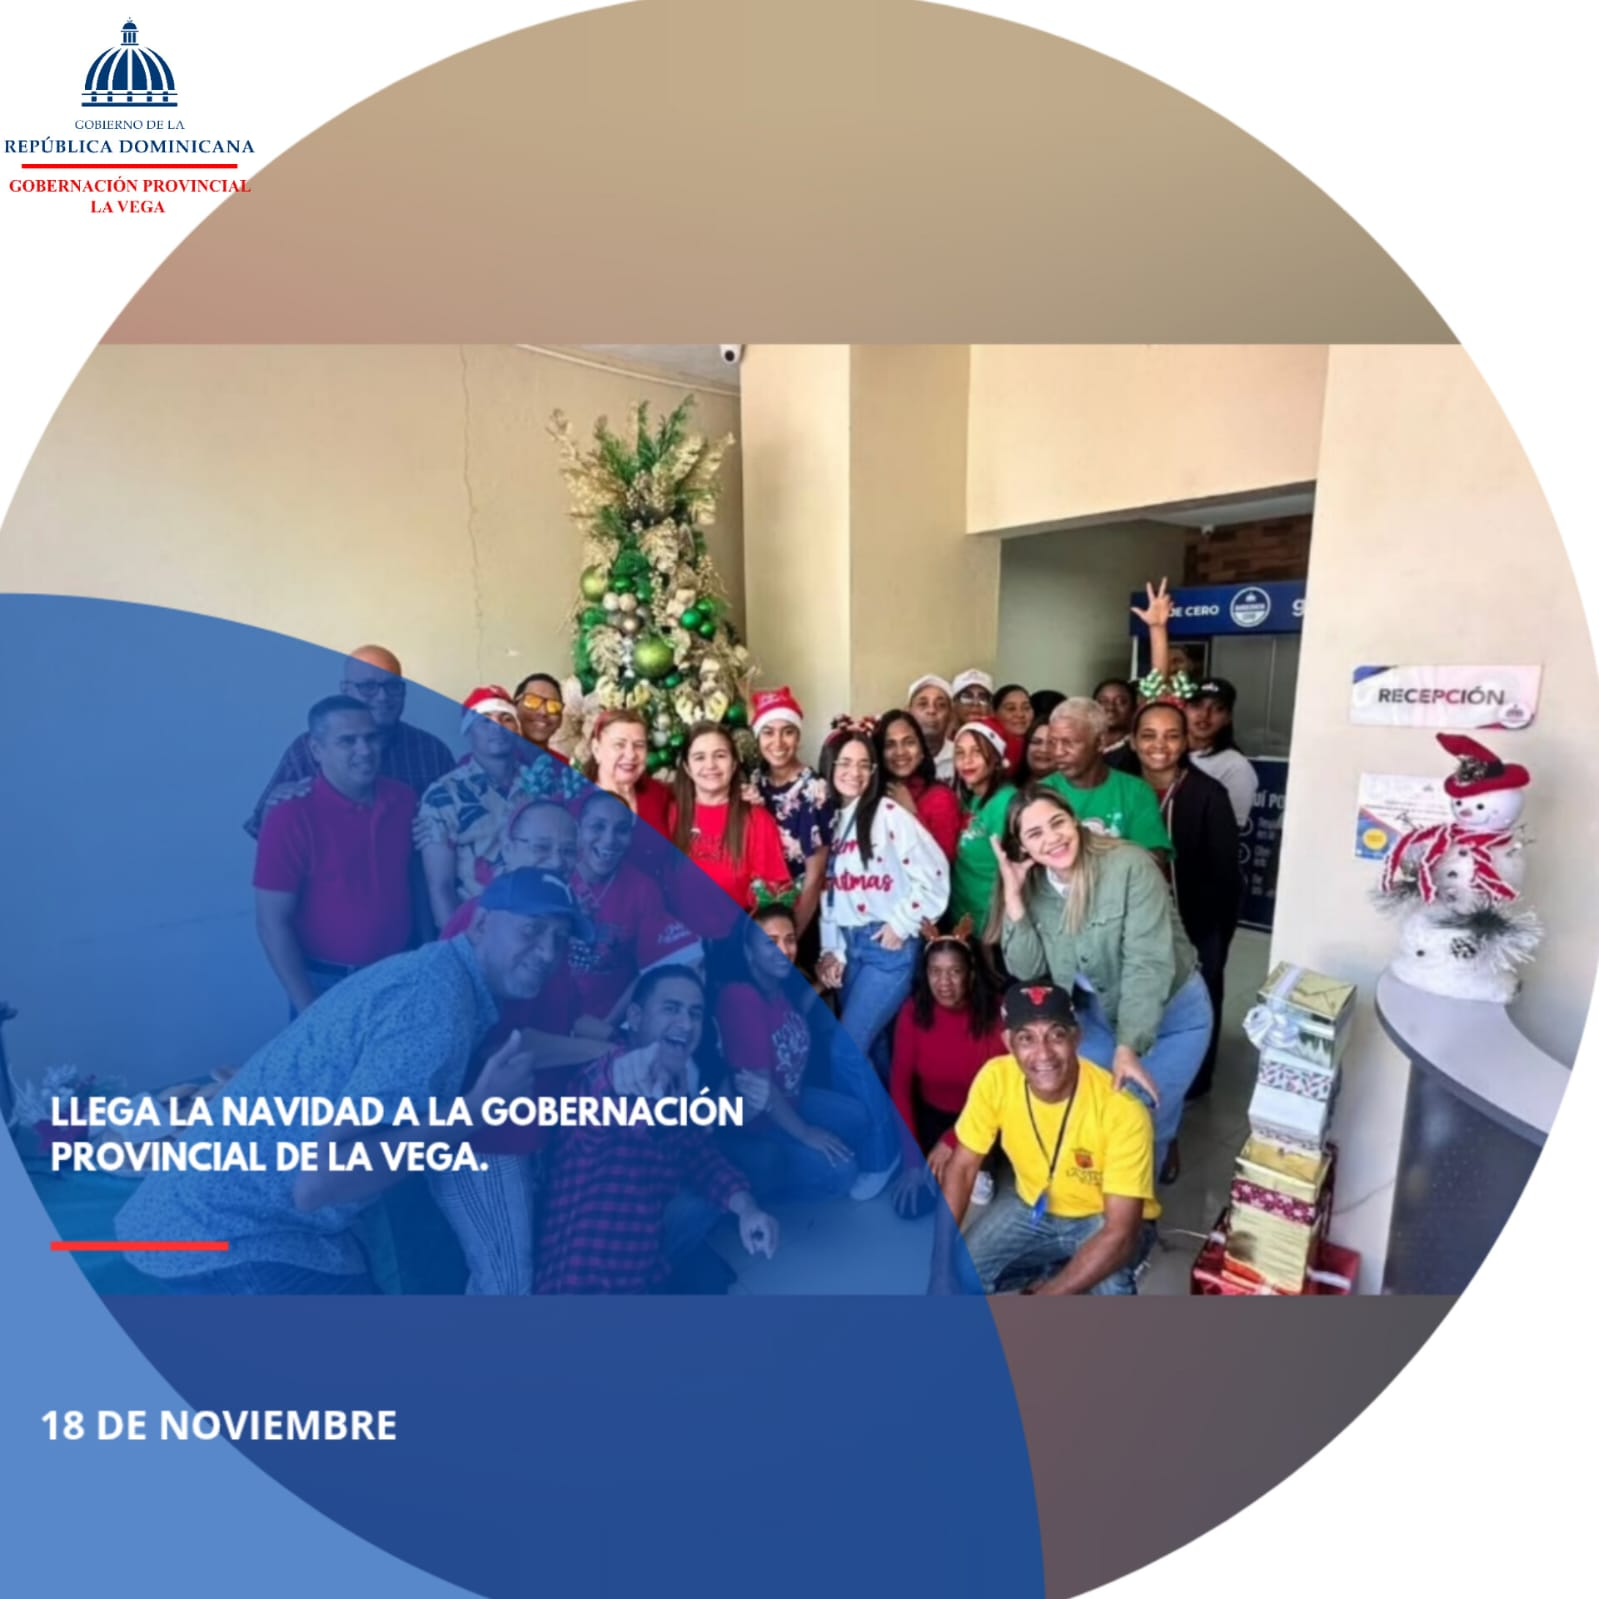 GOBIERNO DE LA
REPÚBLICA DOMINICANA
GOBERNACIÓN PROVINCIAL
LA VEGA
CERO
RECEPCIÓN
LLEGA LA NAVIDAD A LA GOBERNACIÓN
PROVINCIAL DE LA VEGA.
18 DE NOVIEMBRE